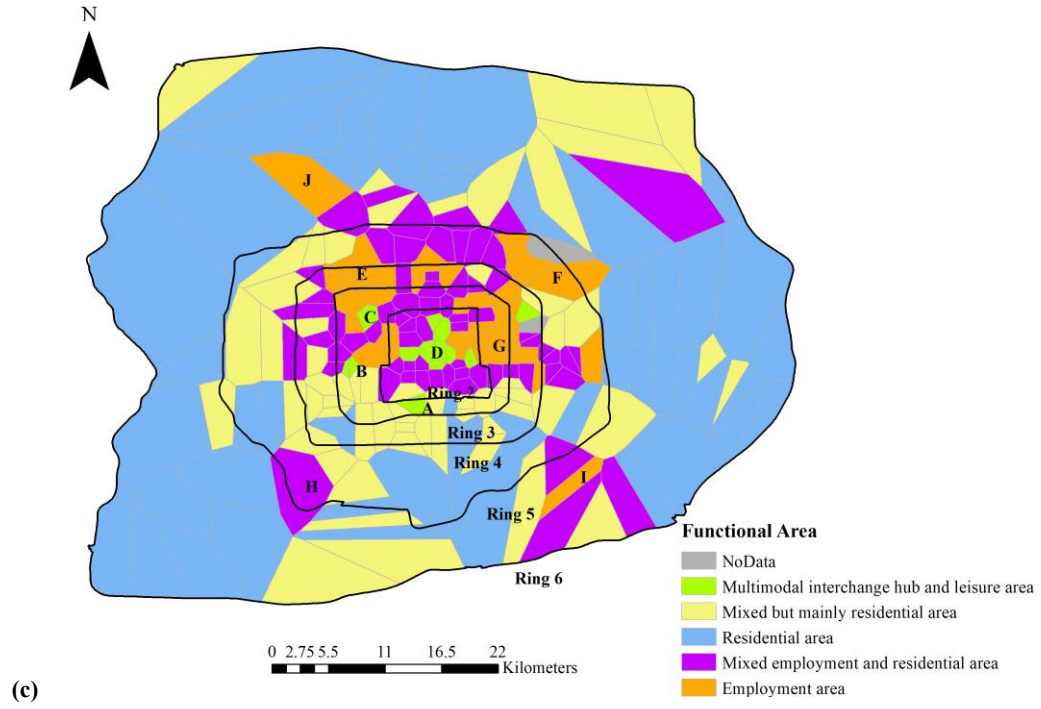 N
J
E
F
C
G
D
B
Ring 2
A
Ring 3
Ring 4
H
I
Ring 5
Ring 6
Functional Area
NoData
Multimodal interchange hub and leisure area
Mixed but mainly residential area
Residential area
Mixed employment and residential area
Employment area
0 2.75 5.5 11 16.5 22
Kilometers
(c)